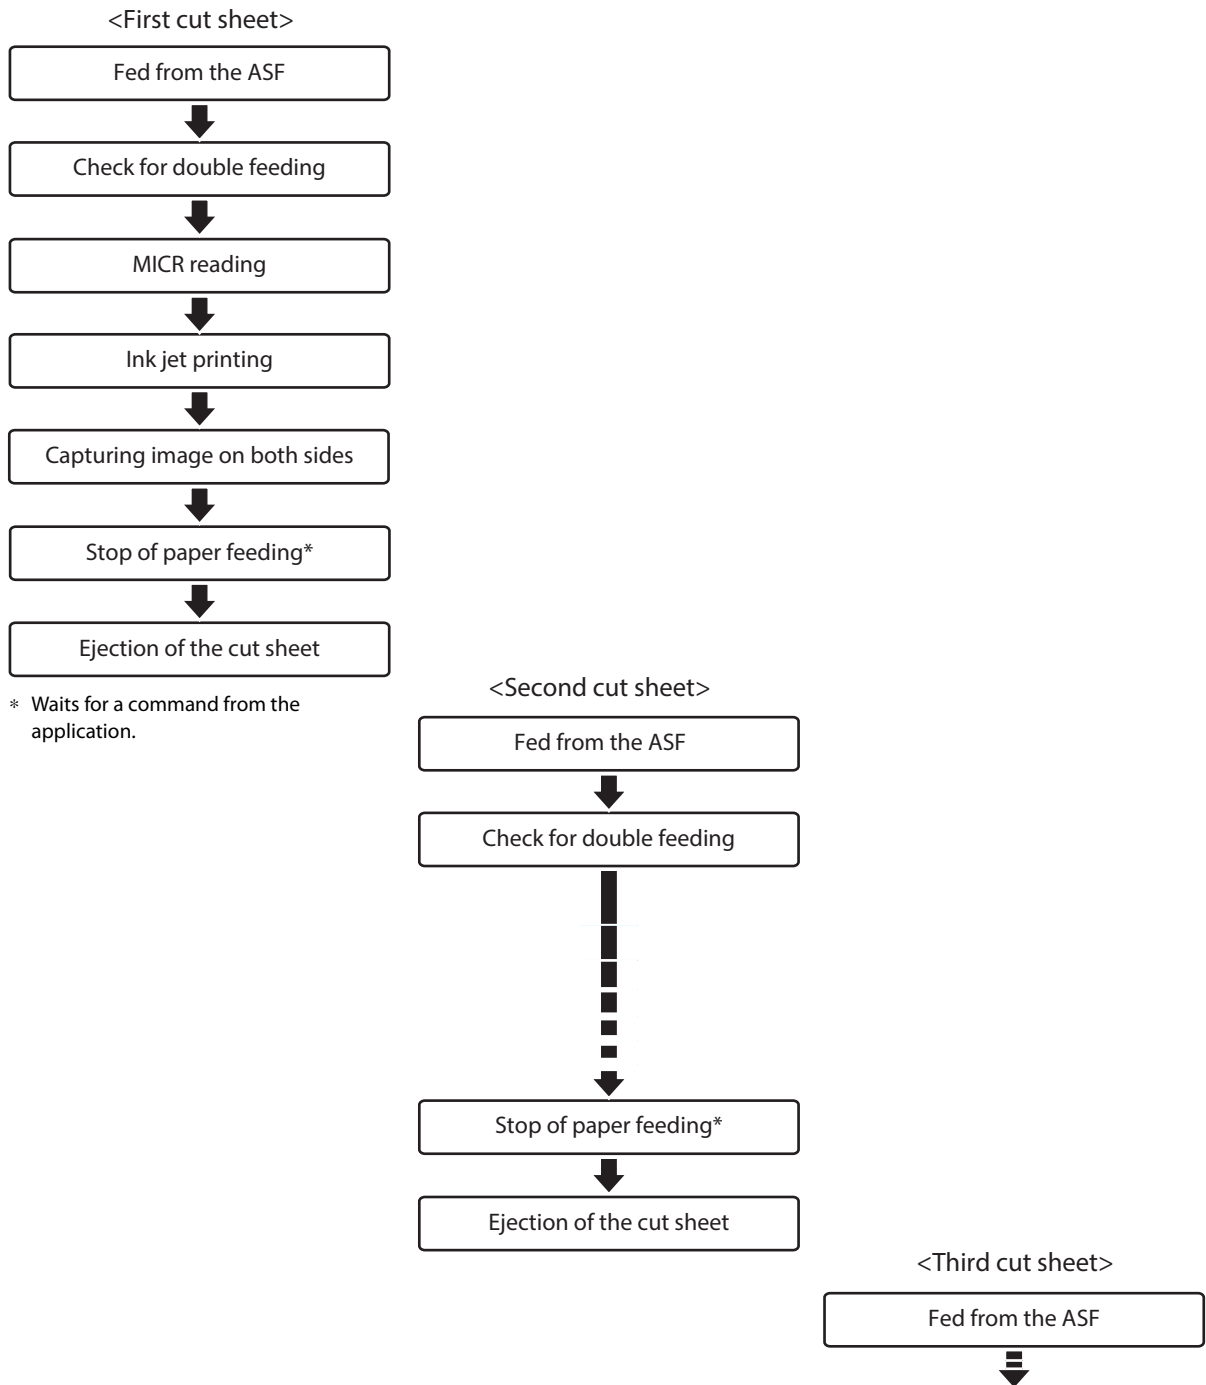 <First cut sheet>
Fed from the ASF
Check for double feeding
MICR reading
Ink jet printing
Capturing image on both sides
Stop of paper feeding*
Ejection of the cut sheet
* Waits for a command from the
application.
<Second cut sheet>
Fed from the ASF
Check for double feeding
Stop of paper feeding*
Ejection of the cut sheet
<Third cut sheet>
Fed from the ASF